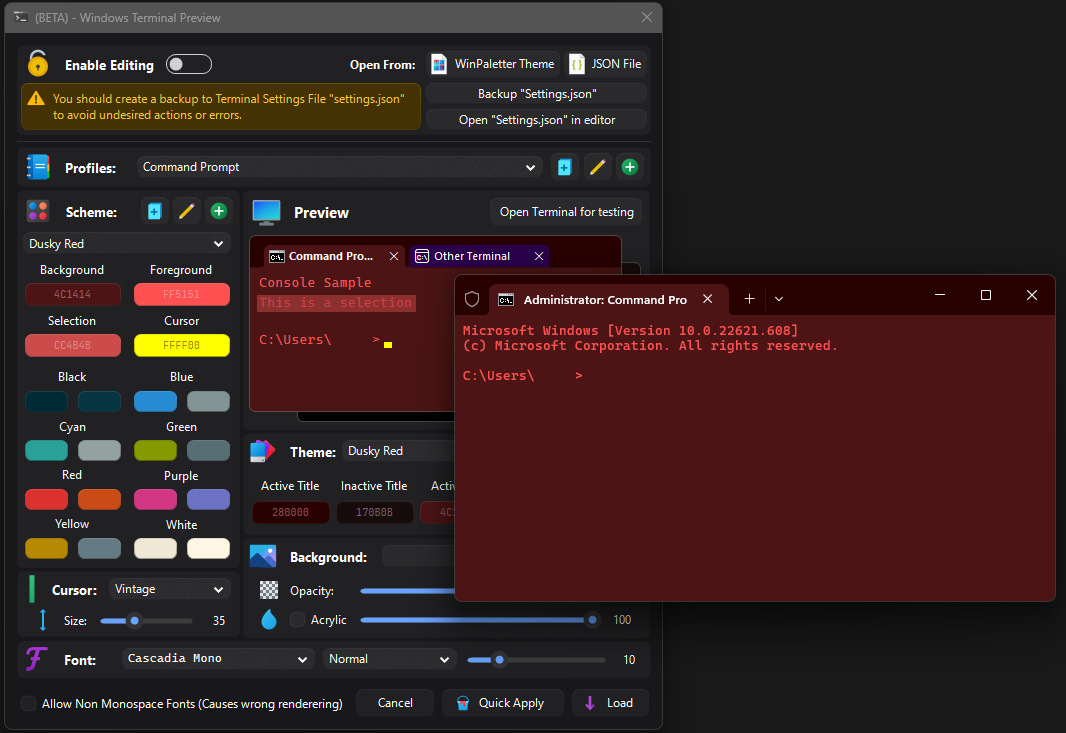 (BETA) - Windows Terminal Preview
Enable Editing
Open From:
WinPaletter Theme
JSON File
You should create a backup to Terminal Settings File "settings.json"
to avoid undesired actions or errors.
Backup "Settings.json"
Open "Settings.json" in editor
Profiles:
Command Prompt
Scheme:
Dusky Red
Background
Foreground
4C1414
FF5151
Selection
Cursor
CC4B4B
FFFF08
Black
Blue
Cyan
Green
Red
Purple
Yellow
White
Cursor:
Vintage
Size:
35
Preview
Open Terminal for testing
Command Pro...
Other Terminal
Console Sample
This is a selection
C:\Users\ >
Administrator: Command Pro
Microsoft Windows [Version 10.0.22621.608]
(c) Microsoft Corporation. All rights reserved.
C:\Users\ >
Theme:
Dusky Red
Active Title
Inactive Title
280000
170B0B
Background:
Opacity:
Acrylic
100
Font:
Cascadia Mono
Normal
10
Allow Non Monospace Fonts (Causes wrong renderering)
Cancel
Quick Apply
Load